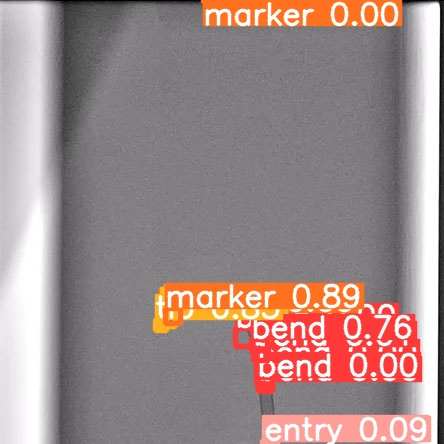 marker 0.00
marker 0.89
bend 0.76
bend 0.00
entry 0.09